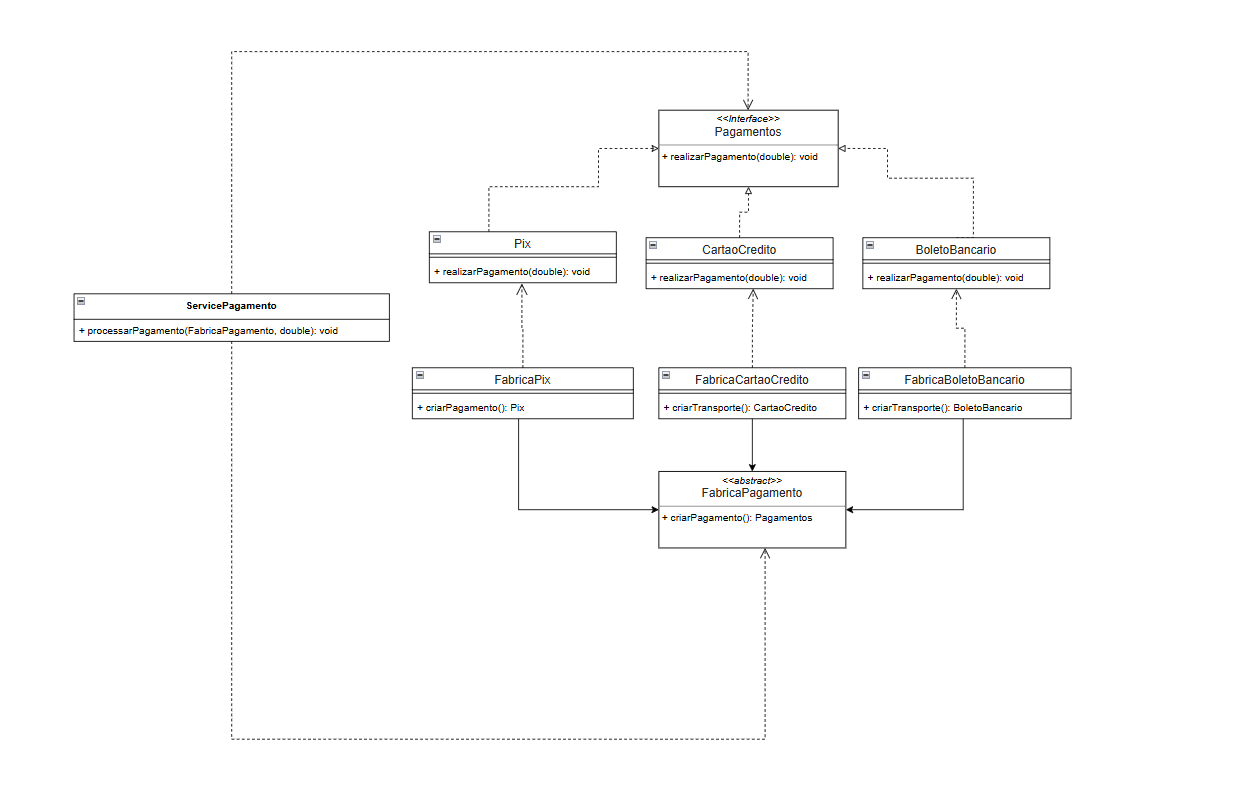 <<Interface>>
Pagamentos
+ realizarPagamento(double): void
Pix
+ realizarPagamento(double): void
CartaoCredito
+ realizarPagamento(double): void
BoletoBancario
+ realizarPagamento(double): void
ServicePagamento
+ processarPagamento(FabricaPagamento, double): void
FabricaPix
+ criarPagamento(): Pix
FabricaCartaoCredito
+ criarTransporte(): CartaoCredito
FabricaBoletoBancario
+ criarTransporte(): BoletoBancario
<<abstract>>
FabricaPagamento
+ criarPagamento(): Pagamentos